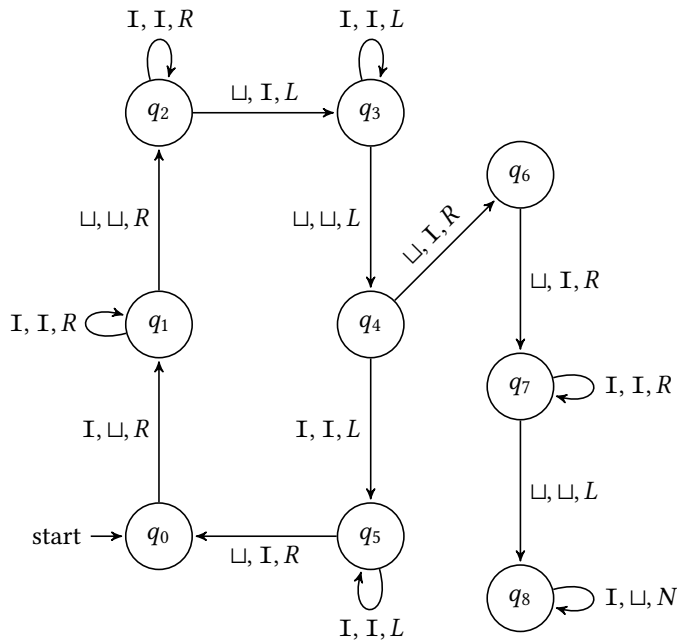 I, I, R
I, I, L
q2
⊔, I, L
q3
q6
⊔, ⊔, R
⊔, ⊔, L
⊔, I, R
⊔, I, R
I, I, R
q1
q4
q7
I, I, R
I, ⊔, R
I, I, L
⊔, ⊔, L
start
q0
⊔, I, R
q5
q8
I, ⊔, N
I, I, L